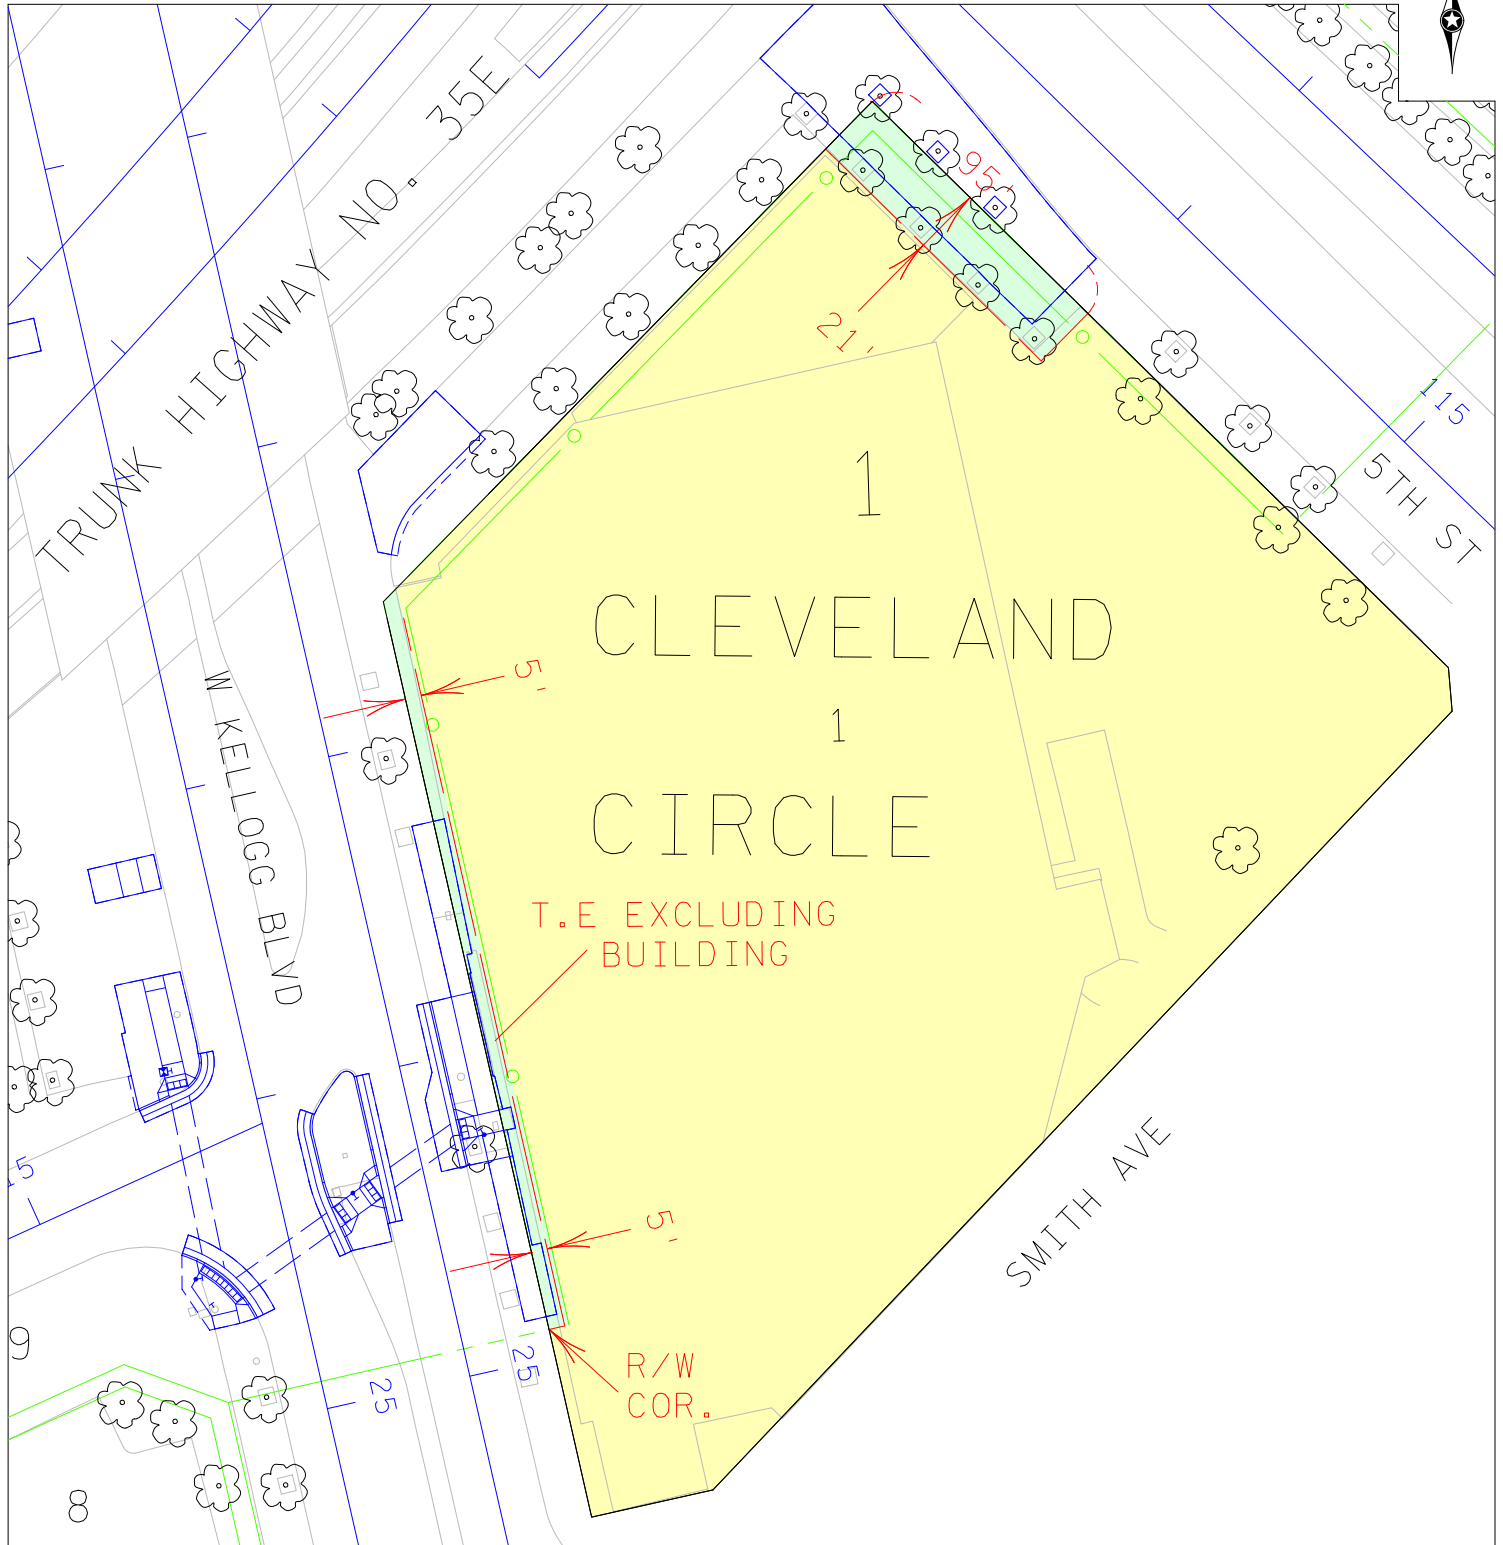 TRUNK HIGHWAY NO. 35E
95'
21'
115
5TH ST
1
CLEVELAND
1
CIRCLE
5'
W KELLOGG BLVD
T.E EXCLUDING
BUILDING
15
5'
SMITH AVE
R/W
COR.
25
25
9
8